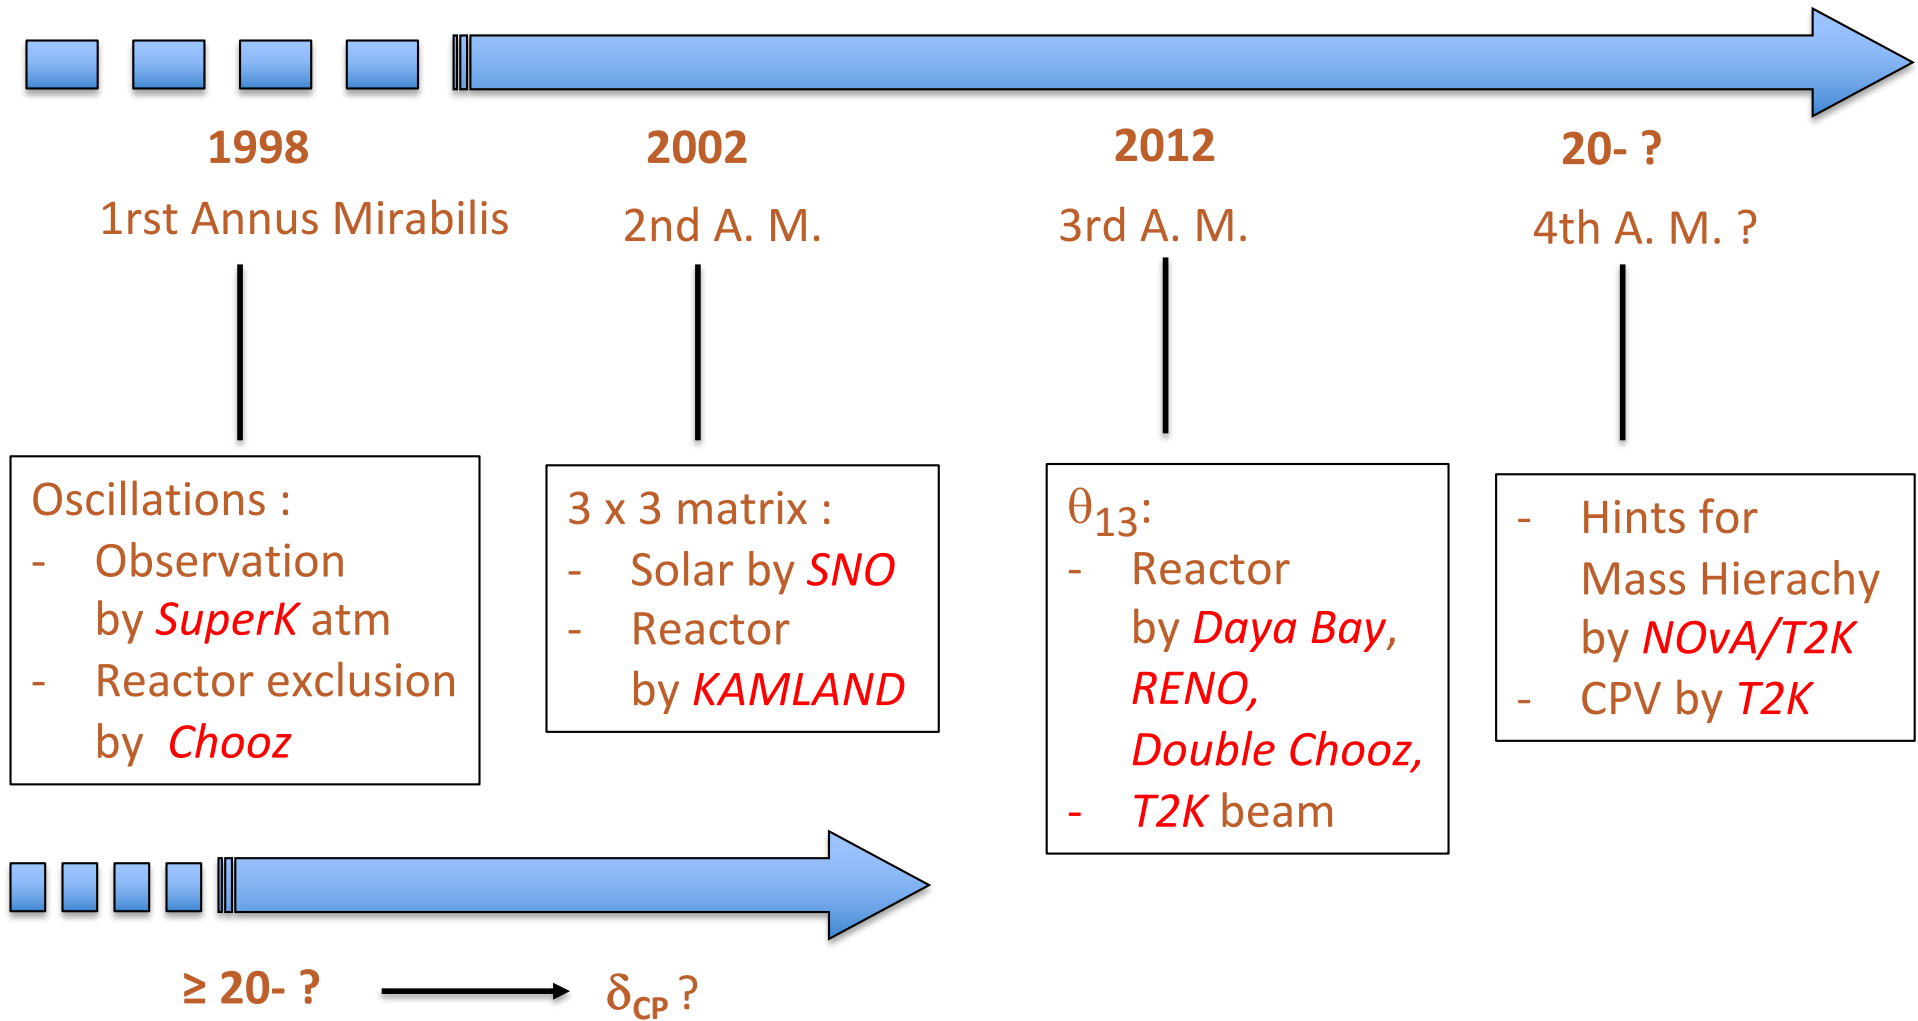 1998
1rst Annus Mirabilis
2002
2nd A. M.
2012
3rd A. M.
20- ?
4th A. M. ?
Oscillations :
- Observation
by SuperK atm
- Reactor exclusion
by Chooz
3 x 3 matrix :
- Solar by SNO
- Reactor
by KAMLAND
θ13:
- Reactor
by Daya Bay,
RENO,
Double Chooz,
- T2K beam
- Hints for
Mass Hierachy
by NOvA/T2K
- CPV by T2K
≥ 20- ?
δCP ?